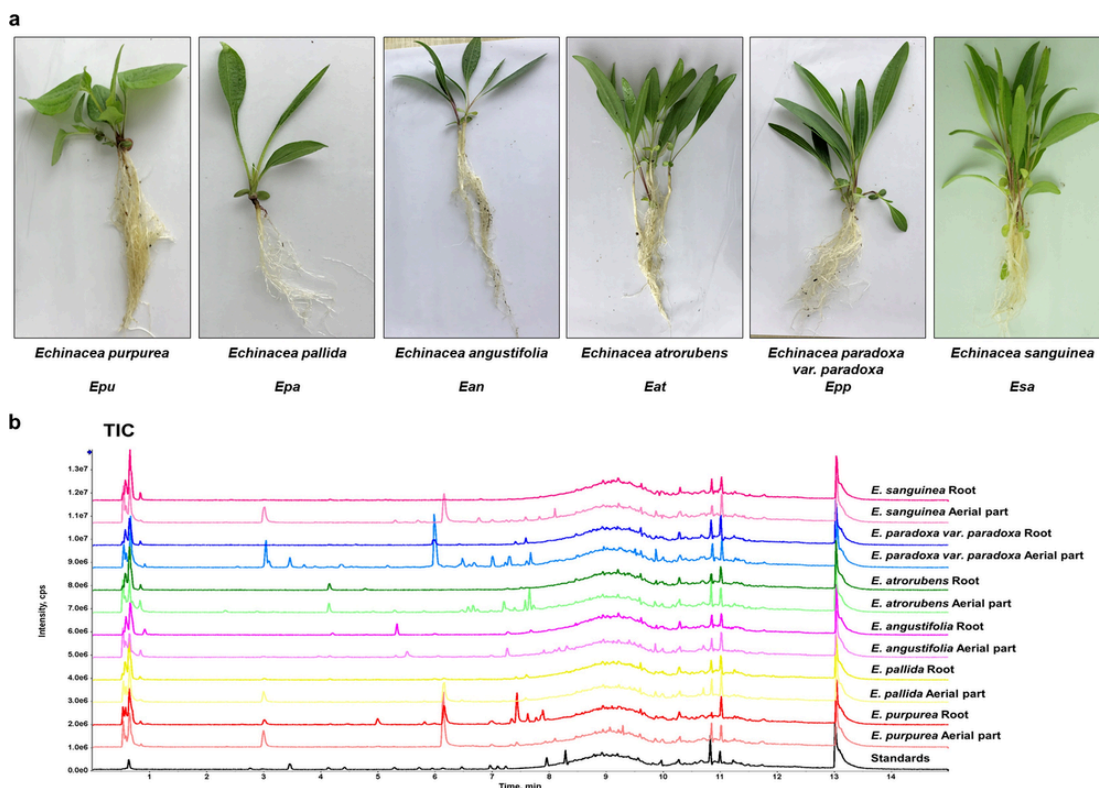 a
Echinacea purpurea
Epu
Echinacea pallida
Epa
Echinacea angustifolia
Ean
Echinacea atrorubens
Eat
Echinacea paradoxa
var. paradoxa
Epp
Echinacea sanguinea
Esa
b
TIC
Intensity, cps
1.3e7
1.2e7
1.1e7
1.0e7
9.0e6
8.0e6
7.0e6
6.0e6
5.0e6
4.0e6
3.0e6
2.0e6
1.0e6
0.0e0
E. sanguinea Root
E. sanguinea Aerial part
E. paradoxa var. paradoxa Root
E. paradoxa var. paradoxa Aerial part
E. atrorubens Root
E. atrorubens Aerial part
E. angustifolia Root
E. angustifolia Aerial part
E. pallida Root
E. pallida Aerial part
E. purpurea Root
E. purpurea Aerial part
Standards
1 2 3 4 5 6 7 8 9 10 11 12 13 14
Time, min